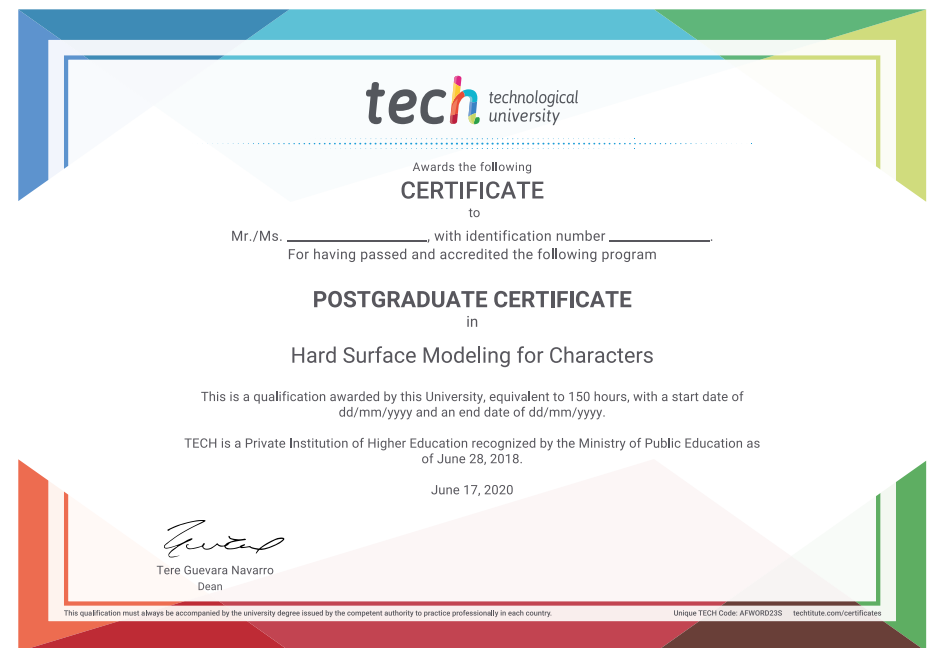 tech technological
university
Awards the following
CERTIFICATE
to
Mr./Ms. ____________________, with identification number ______________.
For having passed and accredited the following program
POSTGRADUATE CERTIFICATE
in
Hard Surface Modeling for Characters
This is a qualification awarded by this University, equivalent to 150 hours, with a start date of
dd/mm/yyyy and an end date of dd/mm/yyyy.
TECH is a Private Institution of Higher Education recognized by the Ministry of Public Education as
of June 28, 2018.
June 17, 2020
Tere Guevara Navarro
Dean
This qualification must always be accompanied by the university degree issued by the competent authority to practice professionally in each country. Unique TECH Code: AFWORD23S techtitute.com/certificates